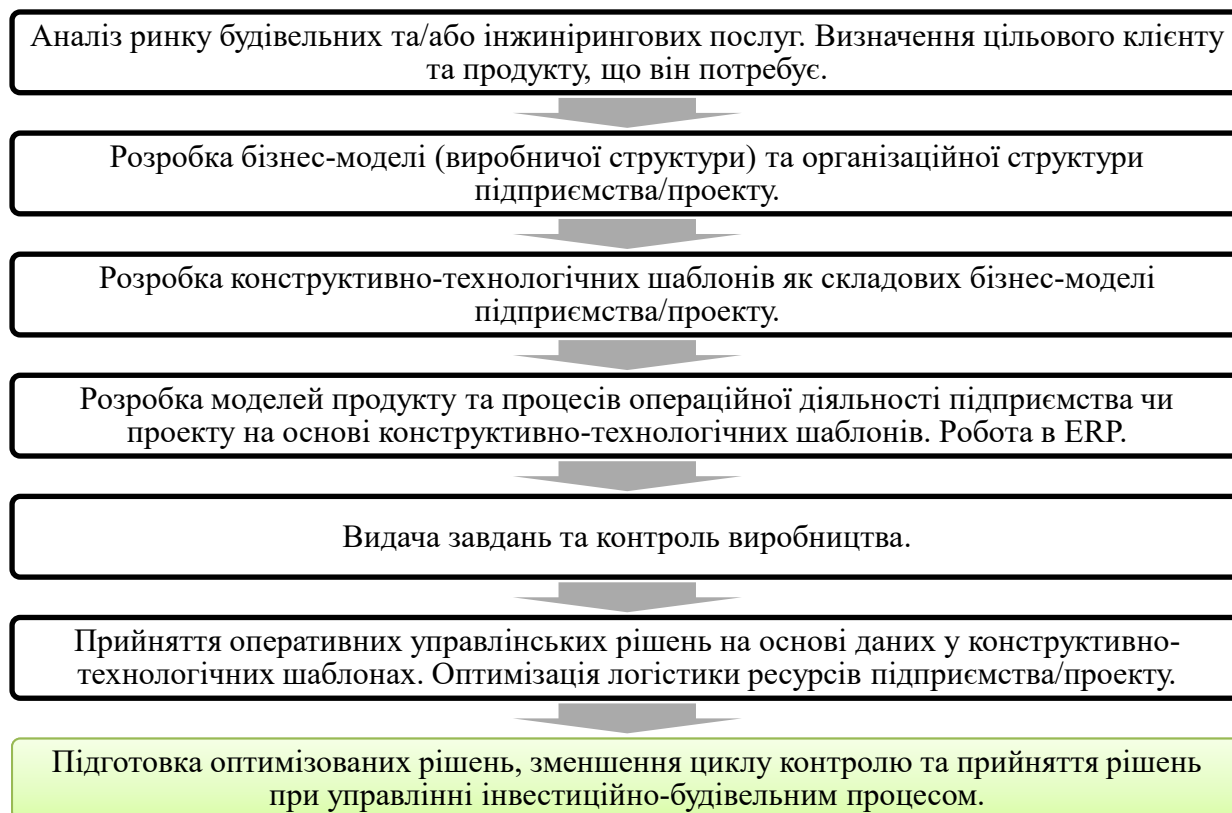 Аналіз ринку будівельних та/або інжинірингових послуг. Визначення цільового клієнту
та продукту, що він потребує.
Розробка бізнес-моделі (виробничої структури) та організаційної структури
підприємства/проекту.
Розробка конструктивно-технологічних шаблонів як складових бізнес-моделі
підприємства/проекту.
Розробка моделей продукту та процесів операційної діяльності підприємства чи
проекту на основі конструктивно-технологічних шаблонів. Робота в ERP.
Видача завдань та контроль виробництва.
Прийняття оперативних управлінських рішень на основі даних у конструктивно-
технологічних шаблонах. Оптимізація логістики ресурсів підприємства/проекту.
Підготовка оптимізованих рішень, зменшення циклу контролю та прийняття рішень
при управлінні інвестиційно-будівельним процесом.